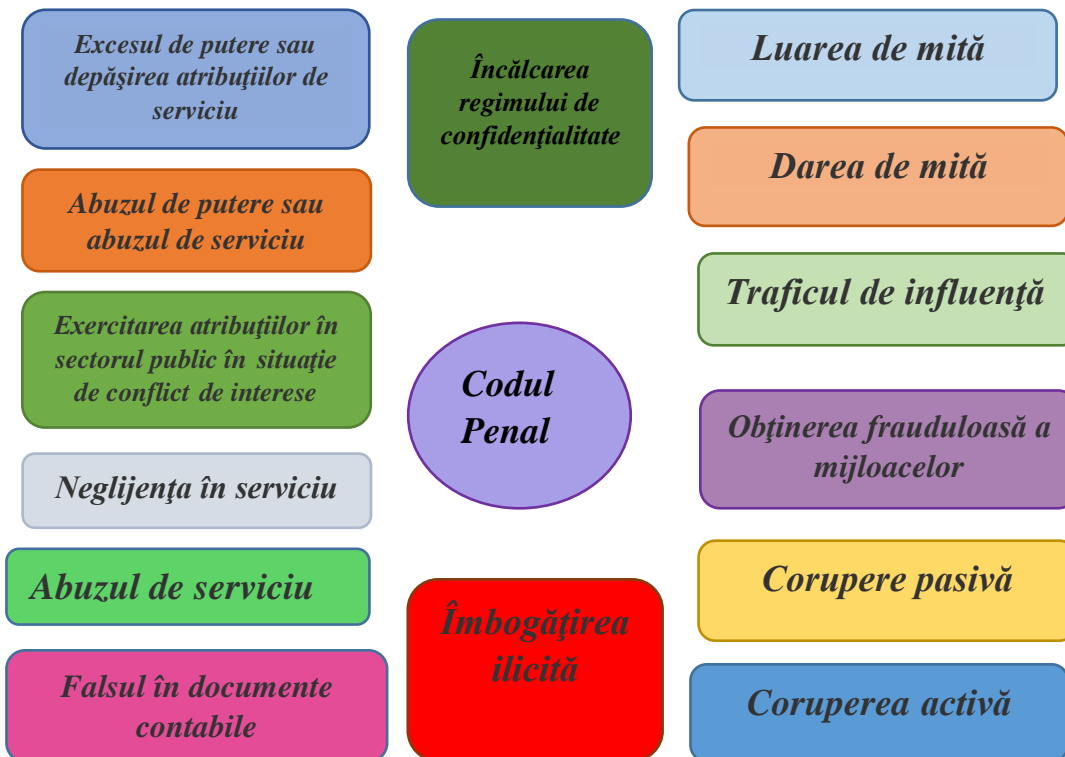 Excesul de putere sau
depăşirea atribuţiilor de
serviciu
Abuzul de putere sau
abuzul de serviciu
Exercitarea atribuţiilor în
sectorul public în situaţie
de conflict de interese
Neglijenţa în serviciu
Abuzul de serviciu
Falsul în documente
contabile
Încălcarea
regimului de
confidenţialitate
Codul
Penal
Îmbogăţirea
ilicită
Luarea de mită
Darea de mită
Traficul de influenţă
Obţinerea frauduloasă a
mijloacelor
Corupere pasivă
Coruperea activă